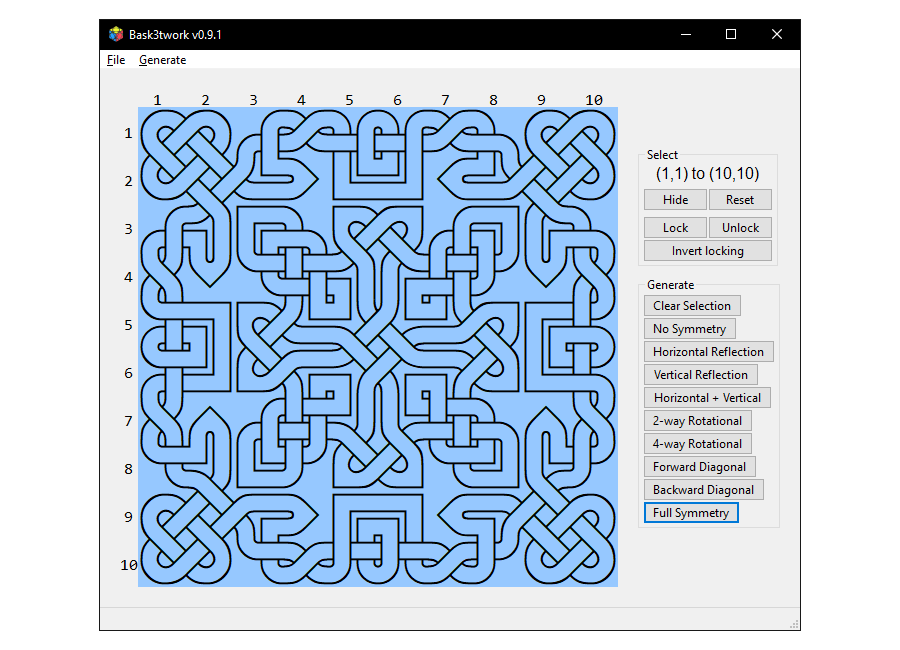 Bask3twork v0.9.1
File Generate
1 2 3 4 5 6 7 8 9 10
1
2
3
4
5
6
7
8
9
10
Select
(1,1) to (10,10)
Hide Reset
Lock Unlock
Invert locking
Generate
Clear Selection
No Symmetry
Horizontal Reflection
Vertical Reflection
Horizontal + Vertical
2-way Rotational
4-way Rotational
Forward Diagonal
Backward Diagonal
Full Symmetry